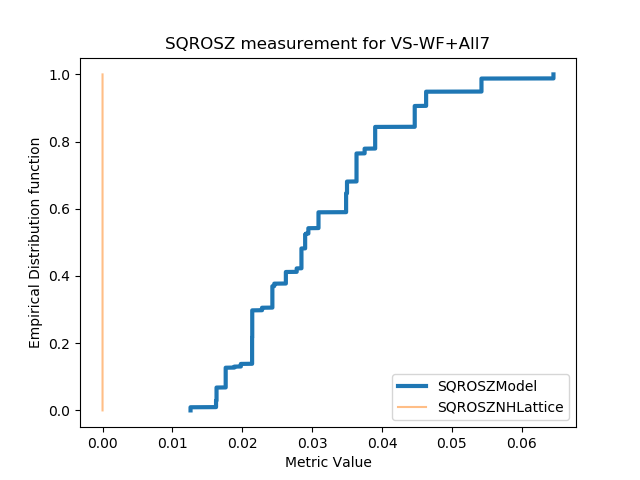 SQROSZ measurement for VS-WF+All7
Empirical Distribution function
1.0
0.8
0.6
0.4
0.2
0.0
SQROSZModel
SQROSZNHLattice
0.00 0.01 0.02 0.03 0.04 0.05 0.06
Metric Value